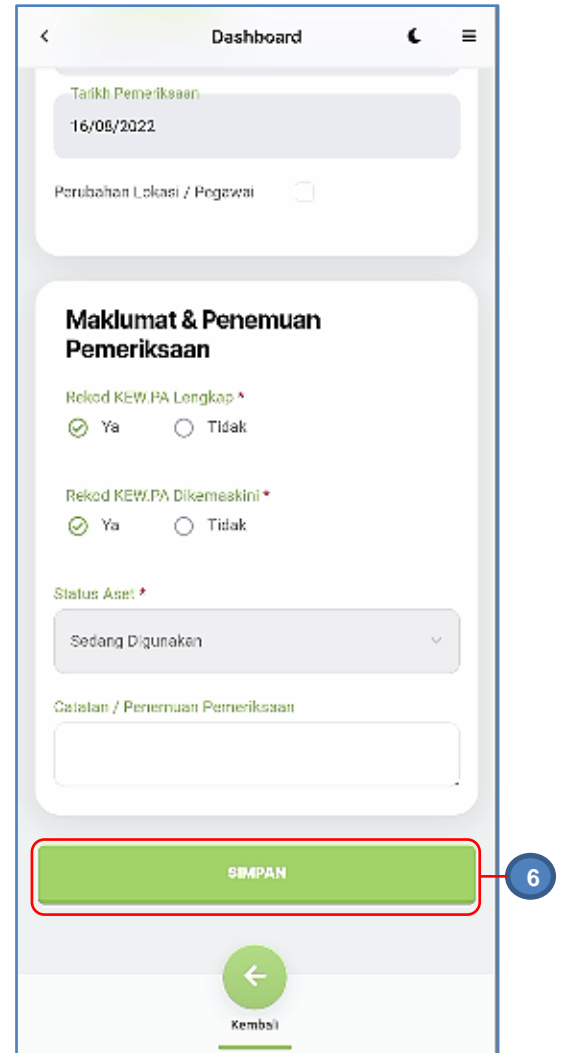 Dashboard
Tarikh Pemeriksaan
16/08/2022
Perubahan Lokasi / Pegawai
Maklumat & Penemuan
Pemeriksaan
Rekod KEW.PA Lengkap *
Ya Tidak
Rekod KEW.PA Dikemaskini *
Ya Tidak
Status Aset *
Sedang Digunakan
Catatan / Penemuan Pemeriksaan
SIMPAN
6
Kembali